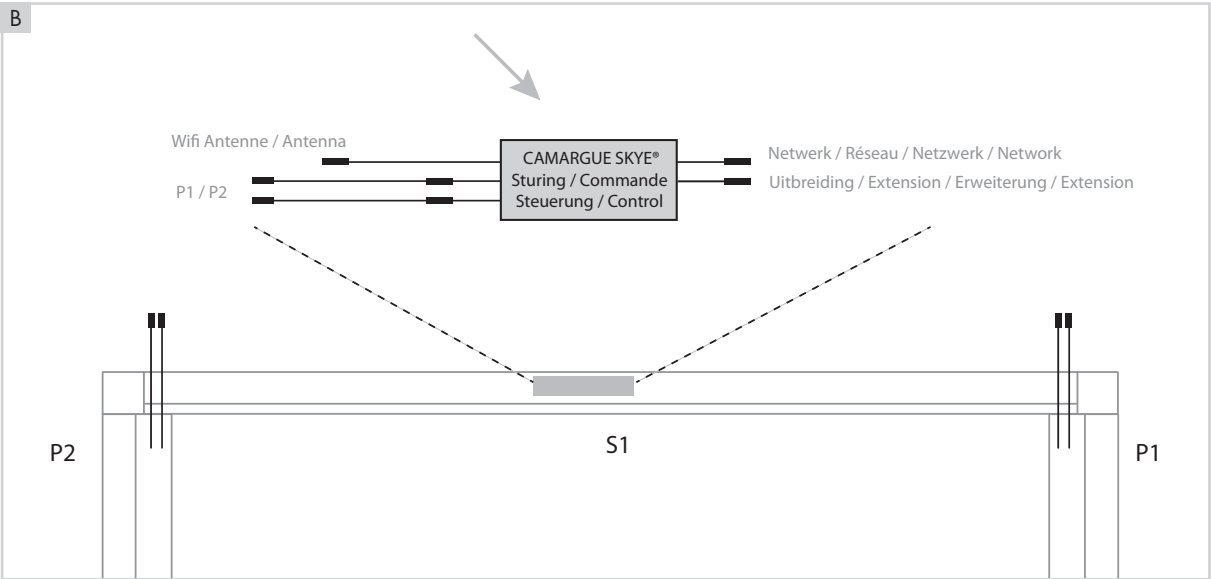 B
Wifi Antenne / Antenna
P1 / P2
CAMARGUE SKYE®
Sturing / Commande
Steuerung / Control
Netwerk / Réseau / Netzwerk / Network
Uitbreiding / Extension / Erweiterung / Extension
P2
S1
P1